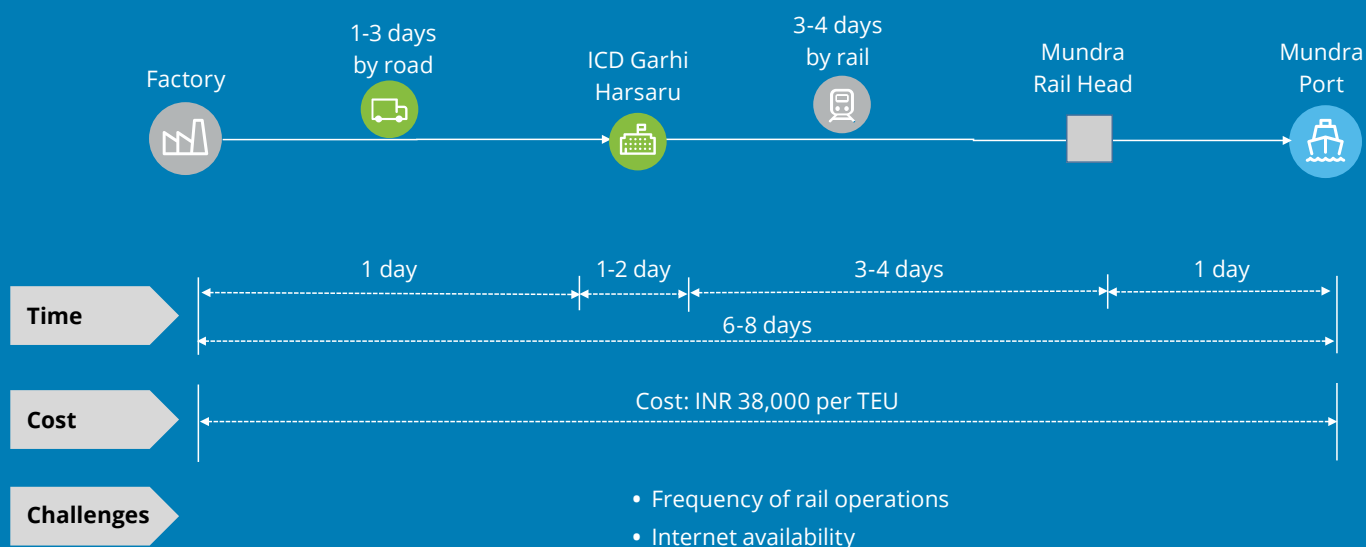 1-3 days
by road
3-4 days
by rail
Factory
ICD Garhi
Harsaru
Mundra
Rail Head
Mundra
Port
1 day
1-2 day
3-4 days
1 day
Time
6-8 days
Cost
Cost: INR 38,000 per TEU
Challenges
• Frequency of rail operations
• Internet availability